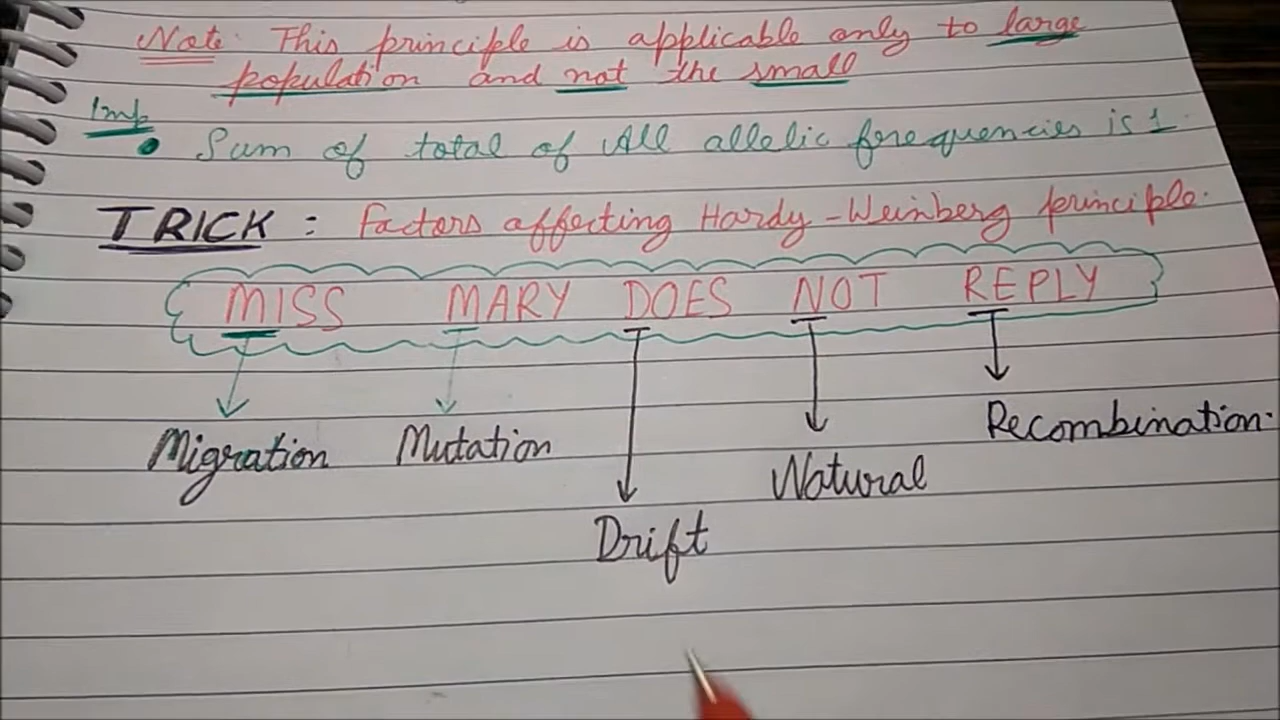 Note: This principle is applicable only to large
population and not the small
Imp
• Sum of total of All allelic frequencies is 1
TRICK : Factors affecting Hardy-Weinberg principle.
MISS MARY DOES NOT REPLY
Migration Mutation Drift Natural Recombination.